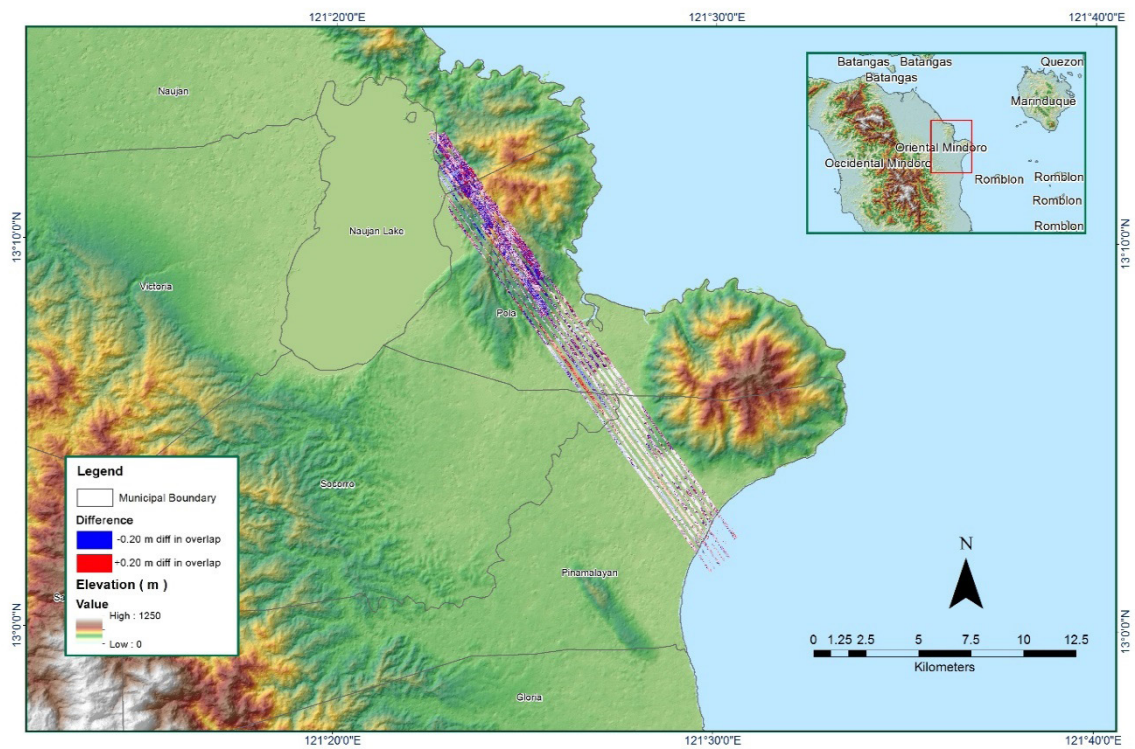 121°20'0"E
121°30'0"E
121°40'0"E
Batangas
Batangas
Quezon
Batangas
Marinduque
Oriental Mindoro
Occidental Mindoro
Romblon
Romblon
Romblon
Romblon
Naujan
13°10'0"N
13°10'0"N
Naujan Lake
Victoria
Pola
Socorro
Pinamalayan
Gloria
Legend
Municipal Boundary
Difference
-0.20 m diff in overlap
+0.20 m diff in overlap
Elevation ( m )
Value
High : 1250
Low : 0
N
0 1.25 2.5 5 7.5 10 12.5
Kilometers
13°0'0"N
13°0'0"N
121°20'0"E
121°30'0"E
121°40'0"E